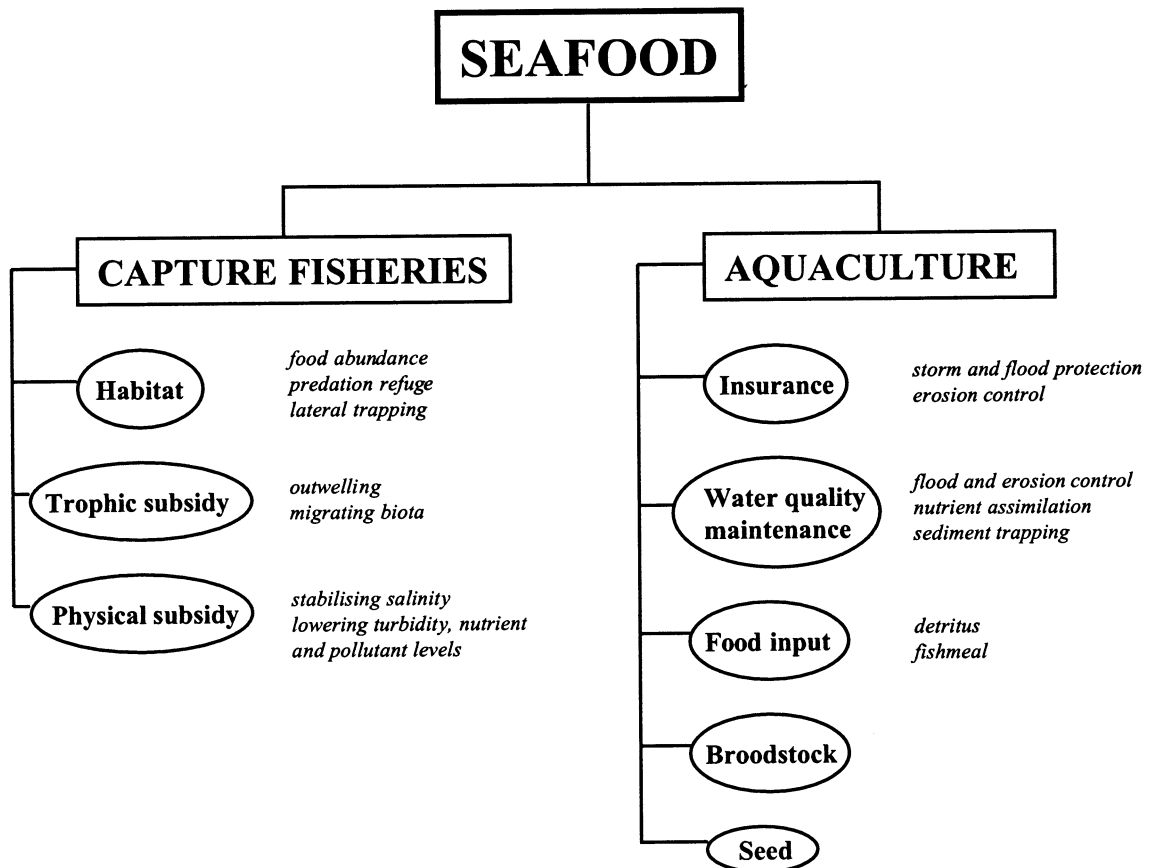 SEAFOOD
CAPTURE FISHERIES
Habitat
food abundance
predation refuge
lateral trapping
Trophic subsidy
outwelling
migrating biota
Physical subsidy
stabilising salinity
lowering turbidity, nutrient
and pollutant levels
AQUACULTURE
Insurance
storm and flood protection
erosion control
Water quality
maintenance
flood and erosion control
nutrient assimilation
sediment trapping
Food input
detritus
fishmeal
Broodstock
Seed